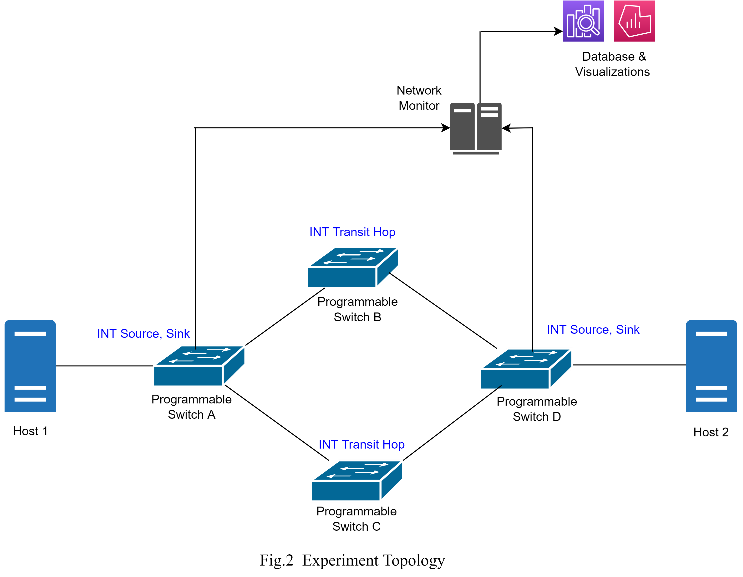 Database &
Visualizations
Network
Monitor
INT Transit Hop
Programmable
Switch B
INT Source, Sink
INT Source, Sink
Programmable
Switch A
Programmable
Switch D
Host 1
Host 2
INT Transit Hop
Programmable
Switch C
Fig.2 Experiment Topology